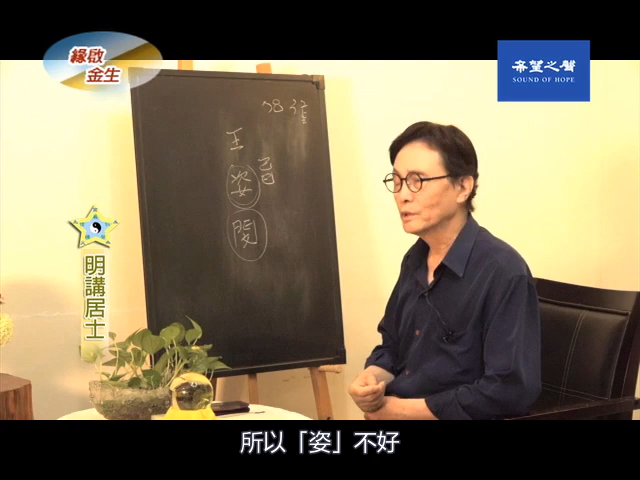 緣啟
金生
希望之聲
SOUND OF HOPE
王
姿
閔
明講居士
所以「姿」不好